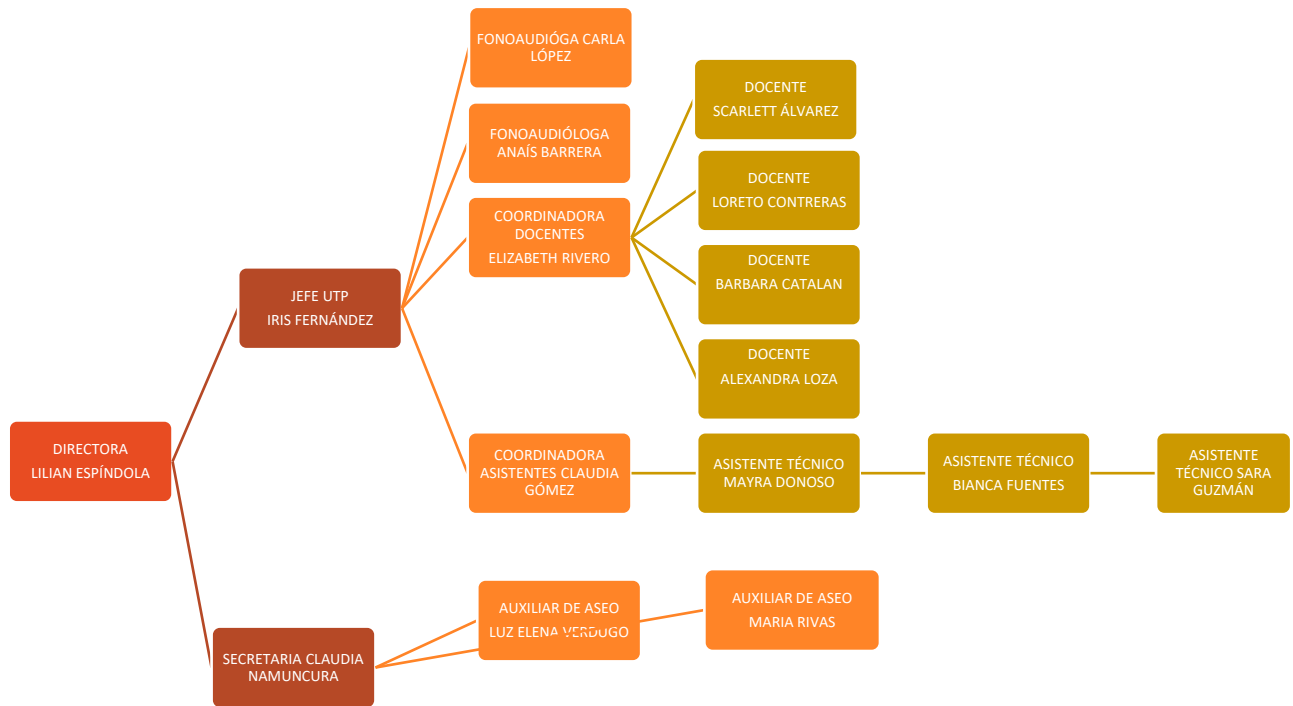 FONOAUDIÓGA CARLA
LÓPEZ
FONOAUDIÓLOGA
ANAÍS BARRERA
COORDINADORA
DOCENTES
ELIZABETH RIVERO
DOCENTE
SCARLETT ÁLVAREZ
DOCENTE
LORETO CONTRERAS
DOCENTE
BARBARA CATALAN
DOCENTE
ALEXANDRA LOZA
JEFE UTP
IRIS FERNÁNDEZ
DIRECTORA
LILIAN ESPÍNDOLA
COORDINADORA
ASISTENTES CLAUDIA
GÓMEZ
ASISTENTE TÉCNICO
MAYRA DONOSO
ASISTENTE TÉCNICO
BIANCA FUENTES
ASISTENTE
TÉCNICO SARA
GUZMÁN
AUXILIAR DE ASEO
LUZ ELENA VERDUGO
AUXILIAR DE ASEO
MARIA RIVAS
SECRETARIA CLAUDIA
NAMUNCURA